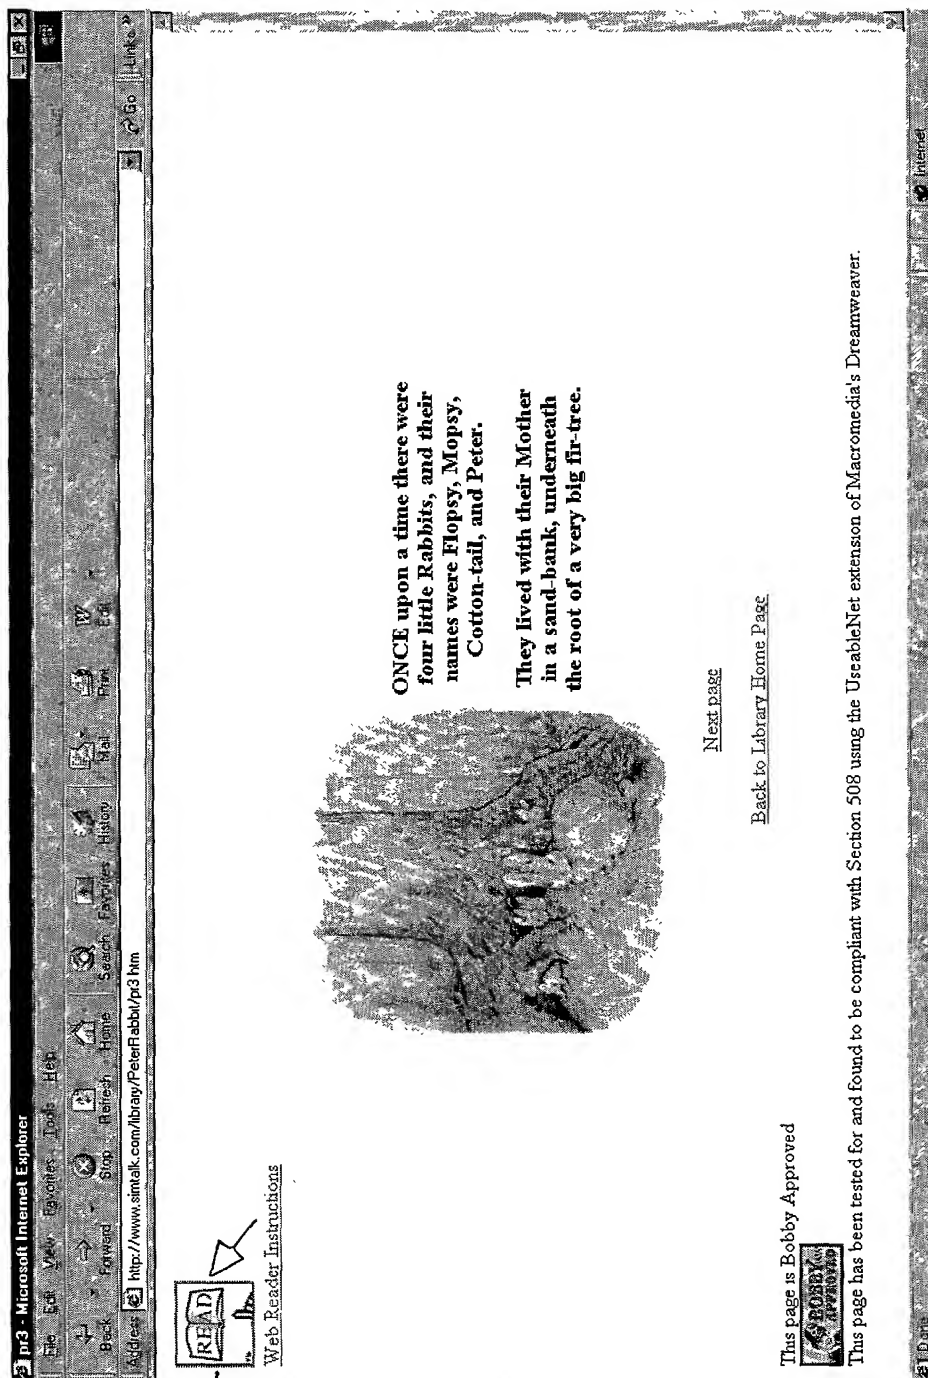 pr3 - Microsoft Internet Explorer
File Edit View Favorites Tools Help
Back Forward Stop Refresh Home Search Favorites History Mail Print Edit
Address http://www.simtalk.com/library/PeterRabbit/pr3.htm Go Links »
READ
Web Reader Instructions
ONCE upon a time there were
four little Rabbits, and their
names were Flopsy, Mopsy,
Cotton-tail, and Peter.
They lived with their Mother
in a sand-bank, underneath
the root of a very big fir-tree.
Next page
Back to Library Home Page
This page is Bobby Approved
BOBBY
APPROVED
This page has been tested for and found to be compliant with Section 508 using the UseableNet extension of Macromedia's Dreamweaver.
Done Internet